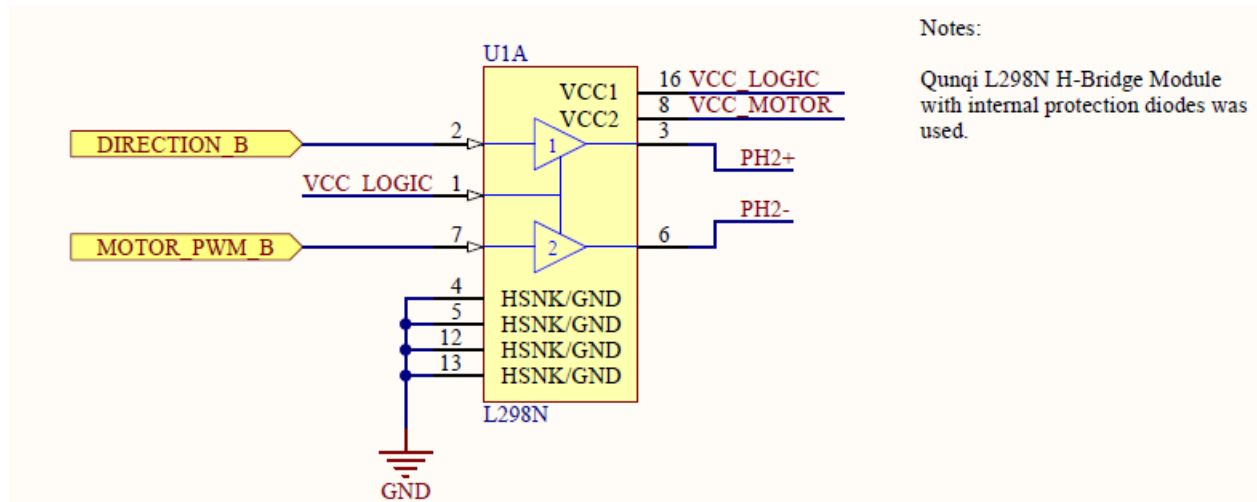 Notes:
Qunqi L298N H-Bridge Module
with internal protection diodes was
used.
U1A
VCC1 16 VCC_LOGIC
VCC2 8 VCC_MOTOR
DIRECTION_B 2 1 3 PH2+
VCC_LOGIC 1
PH2-
MOTOR_PWM_B 7 2 6
4 HSNK/GND
5 HSNK/GND
12 HSNK/GND
13 HSNK/GND
L298N
GND